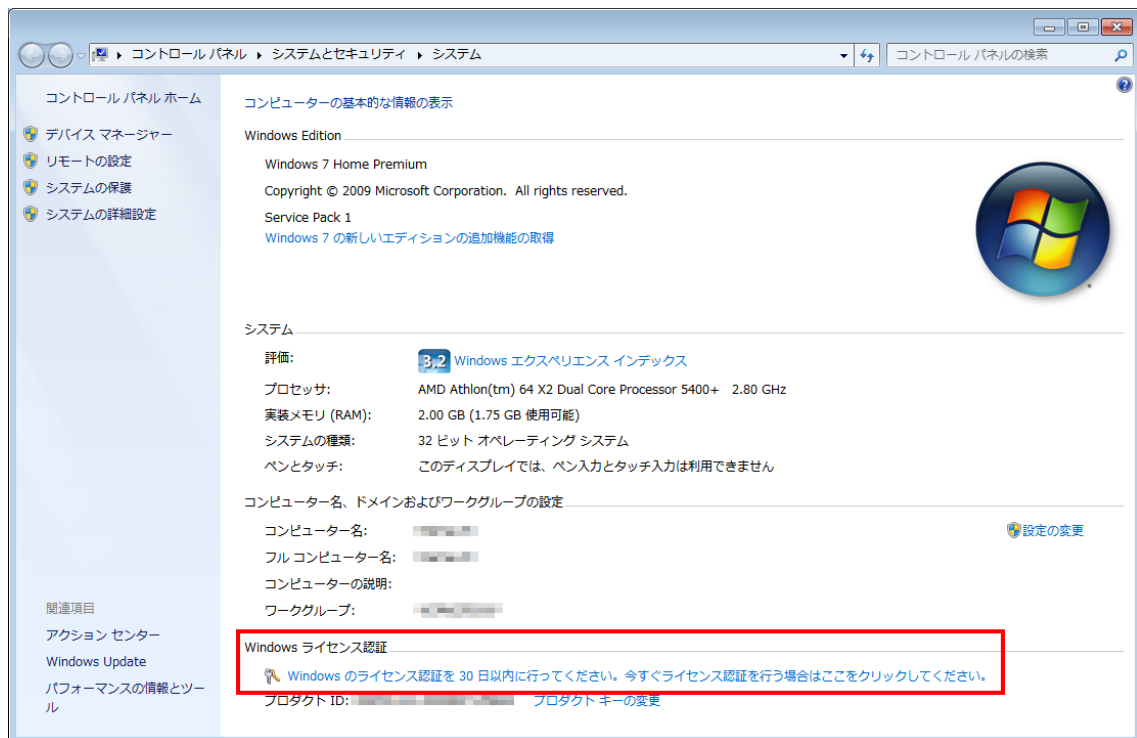 コントロール パネル ▸ システムとセキュリティ ▸ システム
コントロール パネルの検索
コントロール パネル ホーム
デバイス マネージャー
リモートの設定
システムの保護
システムの詳細設定
コンピューターの基本的な情報の表示
Windows Edition
Windows 7 Home Premium
Copyright © 2009 Microsoft Corporation. All rights reserved.
Service Pack 1
Windows 7 の新しいエディションの追加機能の取得
システム
評価: 3.2 Windows エクスペリエンス インデックス
プロセッサ: AMD Athlon(tm) 64 X2 Dual Core Processor 5400+ 2.80 GHz
実装メモリ (RAM): 2.00 GB (1.75 GB 使用可能)
システムの種類: 32 ビット オペレーティング システム
ペンとタッチ: このディスプレイでは、ペン入力とタッチ入力は利用できません
コンピューター名、ドメインおよびワークグループの設定
コンピューター名:
設定の変更
フル コンピューター名:
コンピューターの説明:
ワークグループ:
Windows ライセンス認証
Windows のライセンス認証を 30 日以内に行ってください。今すぐライセンス認証を行う場合はここをクリックしてください。
プロダクト ID: プロダクト キーの変更
関連項目
アクション センター
Windows Update
パフォーマンスの情報とツー
ル